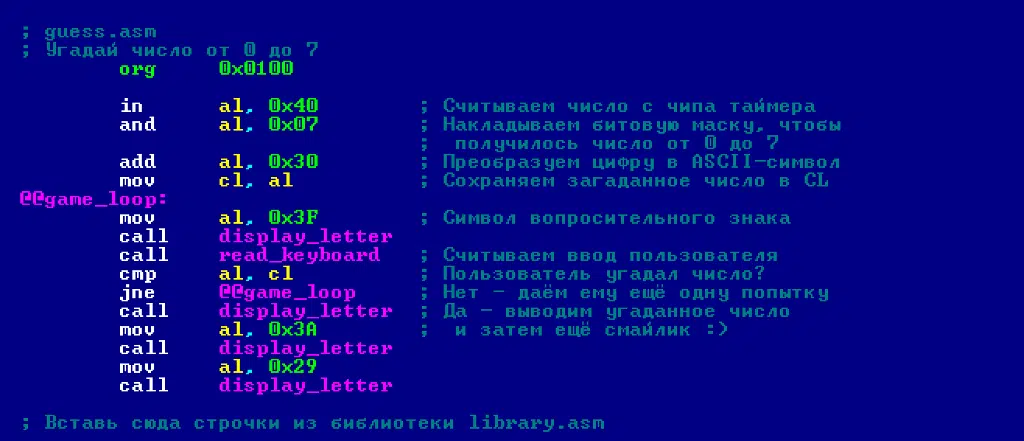 ; guess.asm
; Угадай число от 0 до 7
org 0x0100
in al, 0x40 ; Считываем число с чипа таймера
and al, 0x07 ; Накладываем битовую маску, чтобы
; получилось число от 0 до 7
add al, 0x30 ; Преобразуем цифру в ASCII-символ
mov cl, al ; Сохраняем загаданное число в CL
@@game_loop:
mov al, 0x3F ; Символ вопросительного знака
call display_letter
call read_keyboard ; Считываем ввод пользователя
cmp al, cl ; Пользователь угадал число?
jne @@game_loop ; Нет - даём ему ещё одну попытку
call display_letter ; Да - выводим угаданное число
mov al, 0x3A ; и затем ещё смайлик :)
call display_letter
mov al, 0x29
call display_letter
; Вставь сюда строчки из библиотеки library.asm